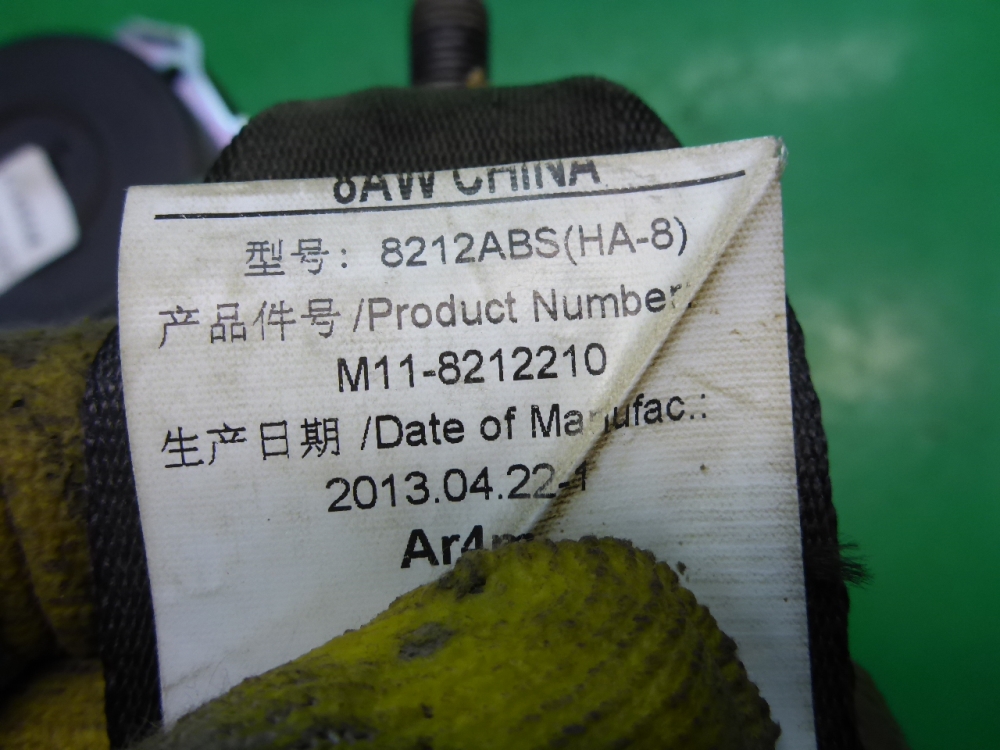 8AW CHINA
型号: 8212ABS(HA-8)
产品件号/Product Number:
M11-8212210
生产日期/Date of Manufac.:
2013.04.22-1
Ar4m